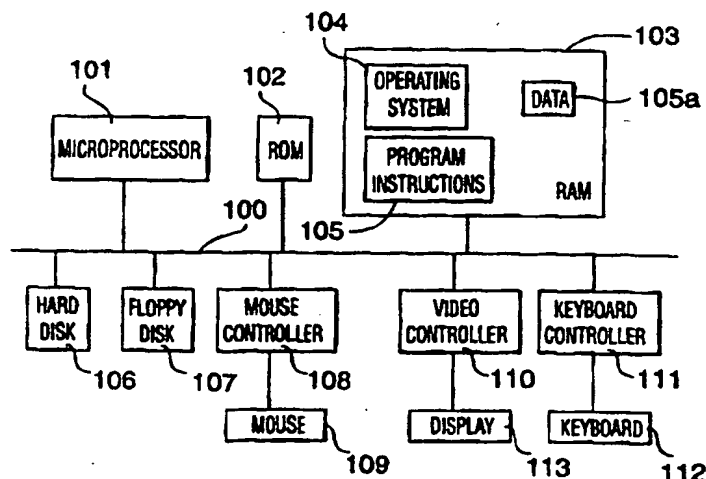 104
103
101
102
OPERATING
SYSTEM
DATA
105a
MICROPROCESSOR
ROM
PROGRAM
INSTRUCTIONS
RAM
100
105
HARD
DISK
FLOPPY
DISK
MOUSE
CONTROLLER
VIDEO
CONTROLLER
KEYBOARD
CONTROLLER
106
107
108
110
111
MOUSE
DISPLAY
KEYBOARD
109
113
112